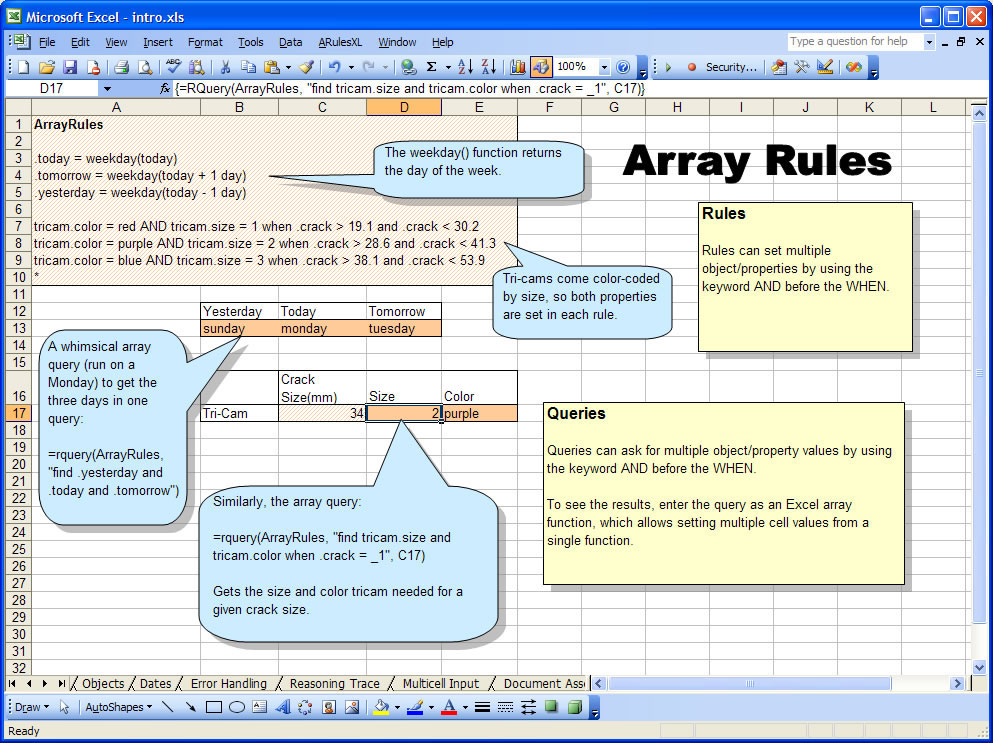 Microsoft Excel - intro.xls
File Edit View Insert Format Tools Data ARulesXL Window Help
Type a question for help
100% Security...
D17 fx {=RQuery(ArrayRules, "find tricam.size and tricam.color when .crack = _1", C17)}
A B C D E F G H I J K L
1 ArrayRules
2
3 .today = weekday(today)
4 .tomorrow = weekday(today + 1 day)
5 .yesterday = weekday(today - 1 day)
6
7 tricam.color = red AND tricam.size = 1 when .crack > 19.1 and .crack < 30.2
8 tricam.color = purple AND tricam.size = 2 when .crack > 28.6 and .crack < 41.3
9 tricam.color = blue AND tricam.size = 3 when .crack > 38.1 and .crack < 53.9
10 *
11
12 Yesterday Today Tomorrow
13 sunday monday tuesday
14
15
Crack
16 Size(mm) Size Color
17 Tri-Cam 34 2 purple
18
19
20
21
22
23
24
25
26
27
28
29
30
31
32
The weekday() function returns
the day of the week.
Array Rules
Rules
Rules can set multiple
object/properties by using the
keyword AND before the WHEN.
Tri-cams come color-coded
by size, so both properties
are set in each rule.
A whimsical array
query (run on a
Monday) to get the
three days in one
query:
=rquery(ArrayRules,
"find .yesterday and
.today and .tomorrow")
Similarly, the array query:
=rquery(ArrayRules, "find tricam.size and
tricam.color when .crack = _1", C17)
Gets the size and color tricam needed for a
given crack size.
Queries
Queries can ask for multiple object/property values by using
the keyword AND before the WHEN.
To see the results, enter the query as an Excel array
function, which allows setting multiple cell values from a
single function.
Objects Dates Error Handling Reasoning Trace Multicell Input Document Ass
Draw AutoShapes
Ready